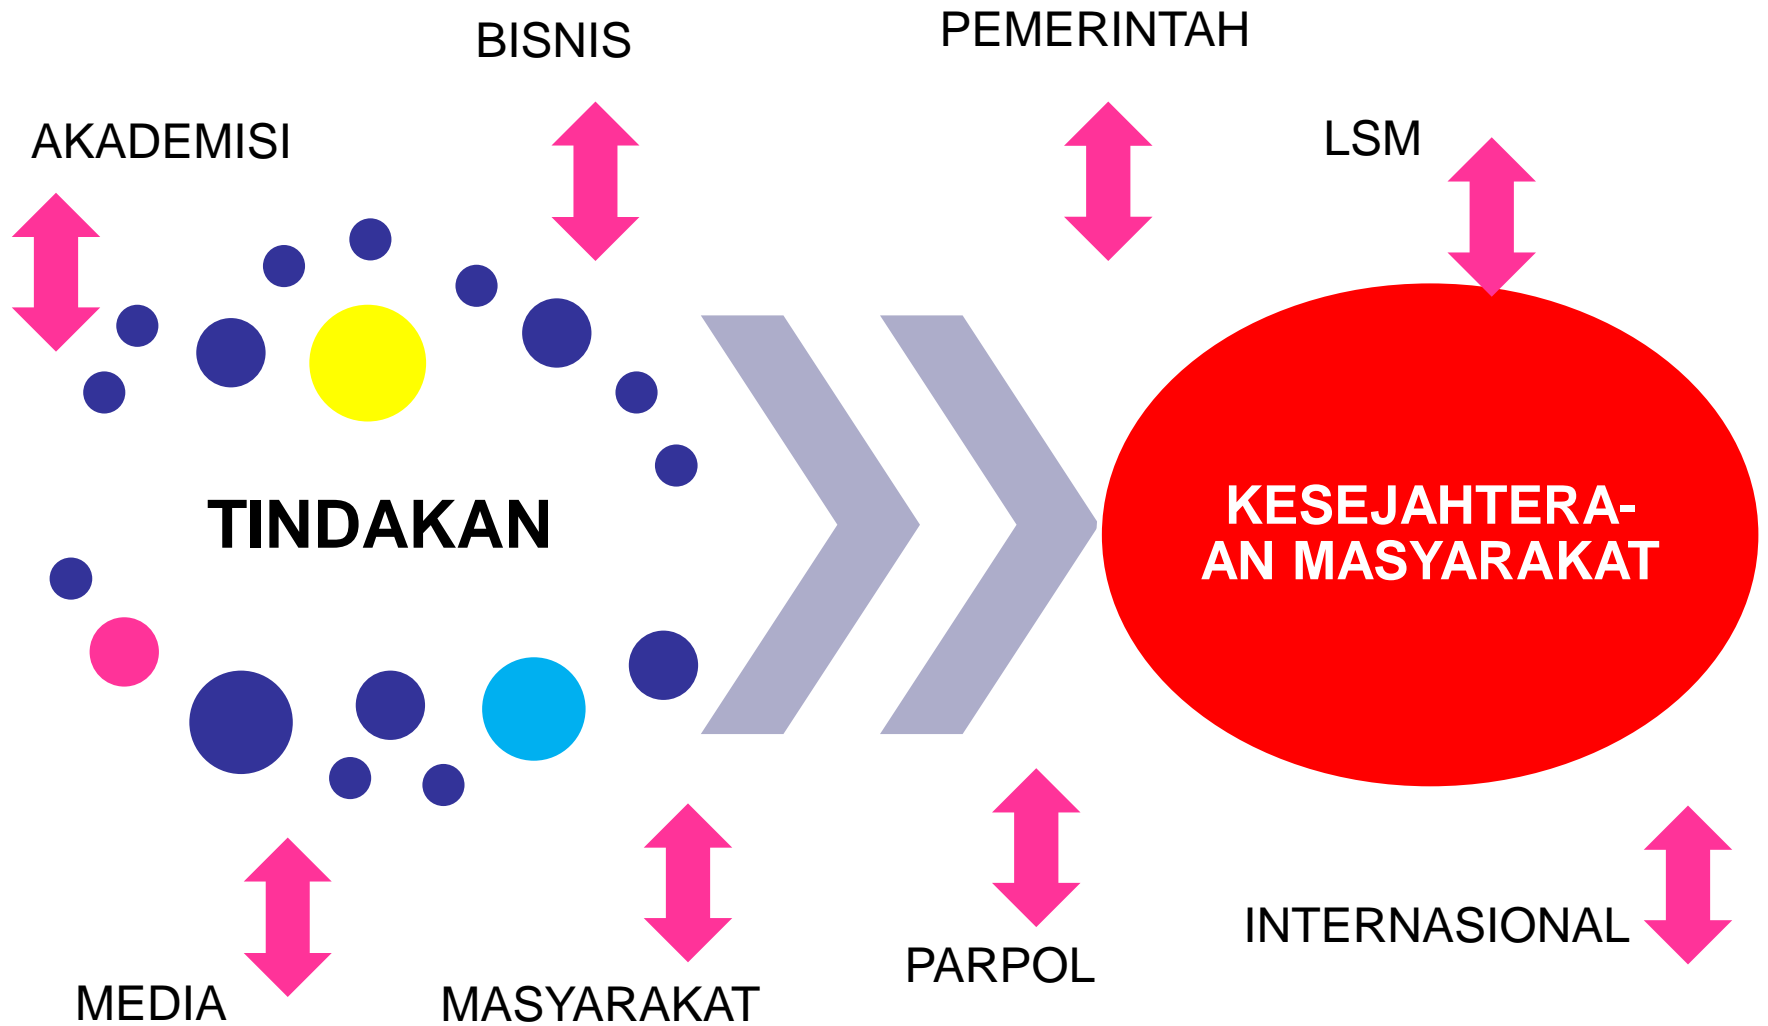 BISNIS
PEMERINTAH
AKADEMISI
LSM
TINDAKAN
KESEJAHTERA-
AN MASYARAKAT
MEDIA
MASYARAKAT
PARPOL
INTERNASIONAL